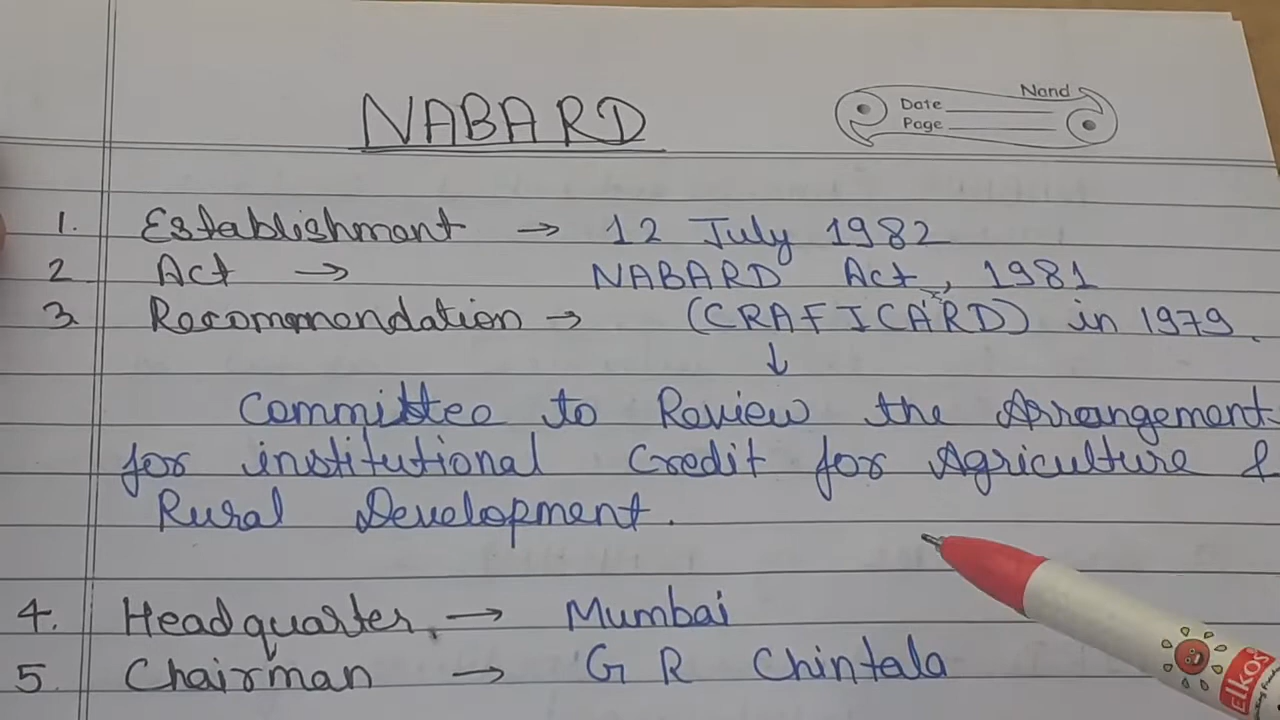 NABARD
Nand
Date
Page
1. Establishment → 12 July 1982
2 Act → NABARD Act, 1981
3. Recommendation → (CRAFICARD) in 1979.
↓
Committee to Review the Arrangement
for institutional Credit for Agriculture &
Rural Development.
4. Headquarter → Mumbai
5. Chairman → G R Chintala
elkos